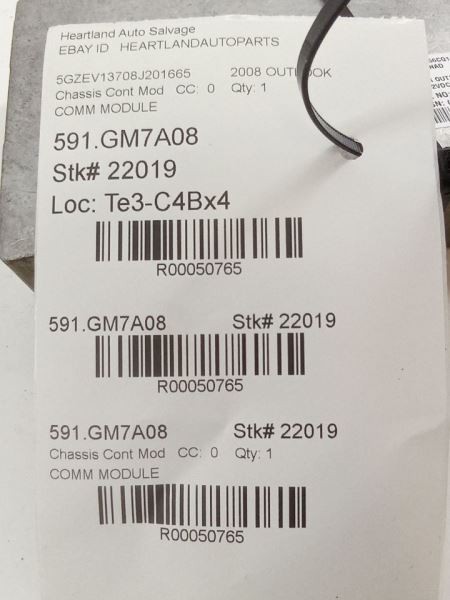 Heartland Auto Salvage
EBAY ID HEARTLANDAUTOPARTS
5GZEV13708J201665 2008 OUTLOOK
Chassis Cont Mod CC: 0 Qty: 1
COMM MODULE
591.GM7A08
Stk# 22019
Loc: Te3-C4Bx4
R00050765
591.GM7A08 Stk# 22019
R00050765
591.GM7A08 Stk# 22019
Chassis Cont Mod CC: 0 Qty: 1
COMM MODULE
R00050765